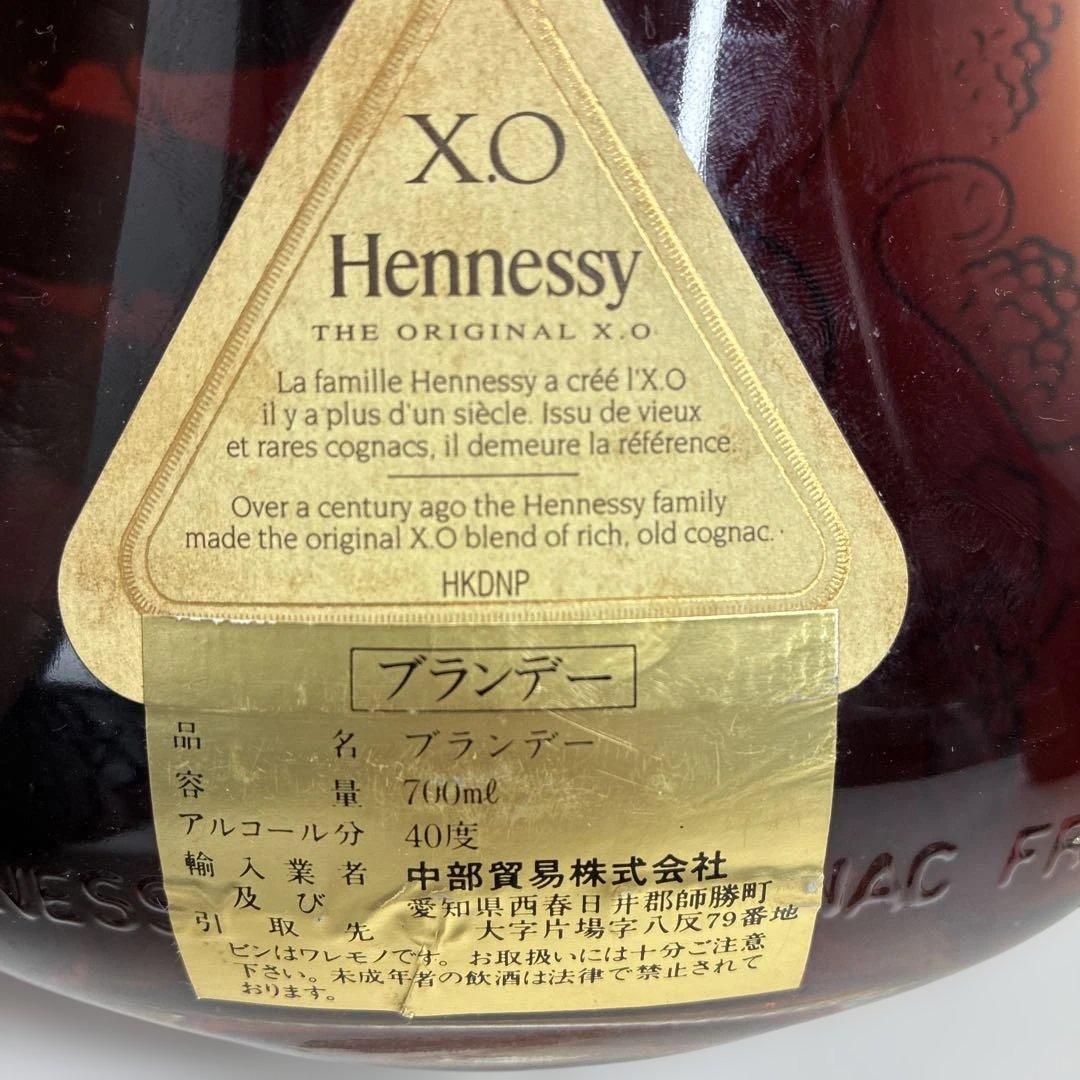 X.O
Hennessy
THE ORIGINAL X.O
La famille Hennessy a créé l'X.O
il y a plus d'un siècle. Issu de vieux
et rares cognacs, il demeure la référence.
Over a century ago the Hennessy family
made the original X.O blend of rich, old cognac.
HKDNP
ブランデー
品名 ブランデー
容量 700mℓ
アルコール分 40度
輸入業者 中部貿易株式会社
及び 愛知県西春日井郡師勝町
引取先 大字片場字八反79番地
ビンはワレモノです。お取扱いには十分ご注意
下さい。未成年者の飲酒は法律で禁止されて
おります。
NESS NAC FR